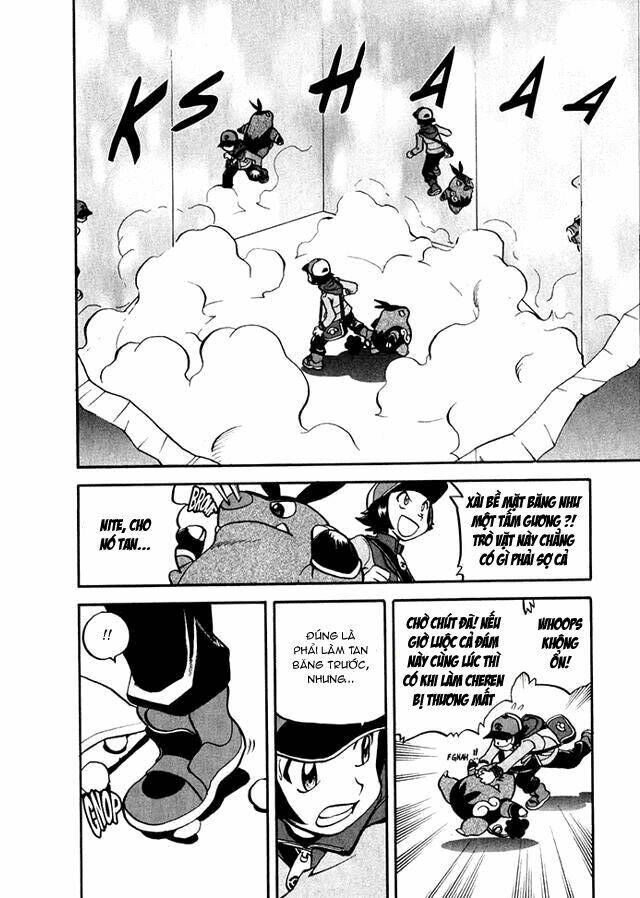 KSHAAAA
XÀI BỀ MẶT BĂNG NHƯ
MỘT TẤM GƯƠNG ?!
TRÒ VẶT NÀY CHẲNG
CÓ GÌ PHẢI SỢ CẢ
BRNN
NITE, CHO
NÓ TAN...
WHOOPS
KHÔNG
ỔN!
CHỜ CHÚT ĐÃ! NẾU
GIỜ LUỘC CẢ ĐÁM
NÀY CÙNG LÚC THÌ
CÓ KHI LÀM CHEREN
BỊ THƯƠNG MẤT
FGNAH
ĐÚNG LÀ
PHẢI LÀM TAN
BĂNG TRƯỚC,
NHƯNG...
!!
GNOP